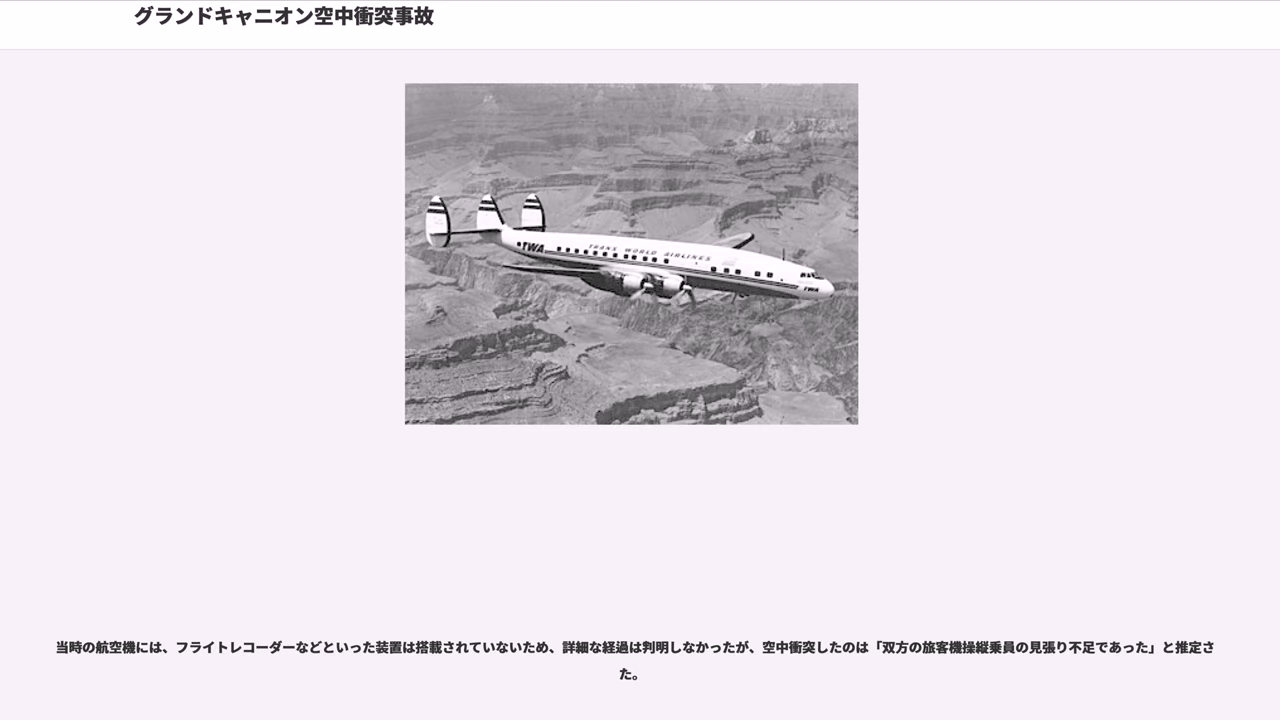 グランドキャニオン空中衝突事故
TWA
TRANS WORLD AIRLINES
TWA
当時の航空機には、フライトレコーダーなどといった装置は搭載されていないため、詳細な経過は判明しなかったが、空中衝突したのは「双方の旅客機操縦乗員の見張り不足であった」と推定さ
た。